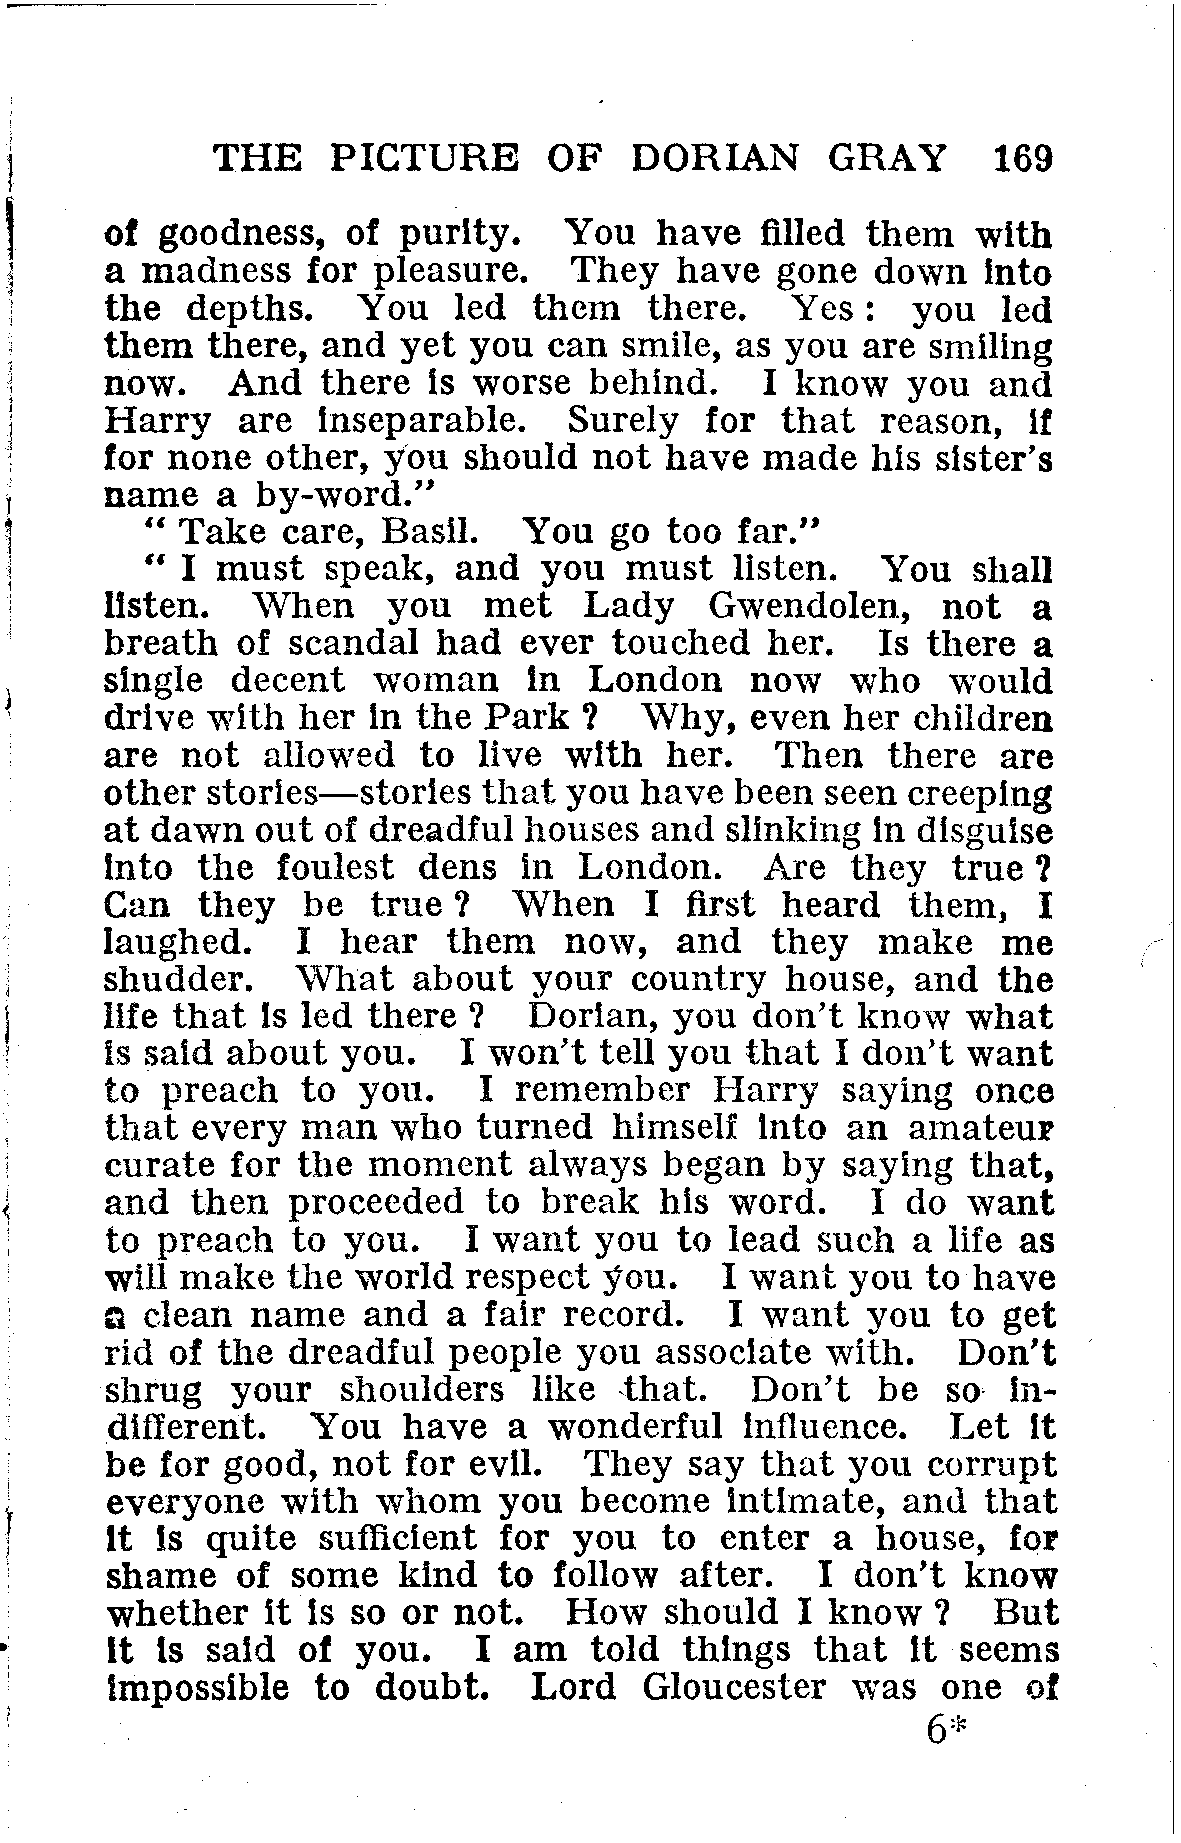 THE PICTURE OF DORIAN GRAY 169
of goodness, of purity. You have filled them with
a madness for pleasure. They have gone down into
the depths. You led them there. Yes : you led
them there, and yet you can smile, as you are smiling
now. And there is worse behind. I know you and
Harry are inseparable. Surely for that reason, if
for none other, you should not have made his sister's
name a by-word."
" Take care, Basil. You go too far."
" I must speak, and you must listen. You shall
listen. When you met Lady Gwendolen, not a
breath of scandal had ever touched her. Is there a
single decent woman in London now who would
drive with her in the Park ? Why, even her children
are not allowed to live with her. Then there are
other stories—stories that you have been seen creeping
at dawn out of dreadful houses and slinking in disguise
into the foulest dens in London. Are they true ?
Can they be true ? When I first heard them, I
laughed. I hear them now, and they make me
shudder. What about your country house, and the
life that is led there ? Dorian, you don't know what
is said about you. I won't tell you that I don't want
to preach to you. I remember Harry saying once
that every man who turned himself into an amateur
curate for the moment always began by saying that,
and then proceeded to break his word. I do want
to preach to you. I want you to lead such a life as
will make the world respect you. I want you to have
a clean name and a fair record. I want you to get
rid of the dreadful people you associate with. Don't
shrug your shoulders like that. Don't be so in-
different. You have a wonderful influence. Let it
be for good, not for evil. They say that you corrupt
everyone with whom you become intimate, and that
it is quite sufficient for you to enter a house, for
shame of some kind to follow after. I don't know
whether it is so or not. How should I know ? But
it is said of you. I am told things that it seems
impossible to doubt. Lord Gloucester was one of
6*